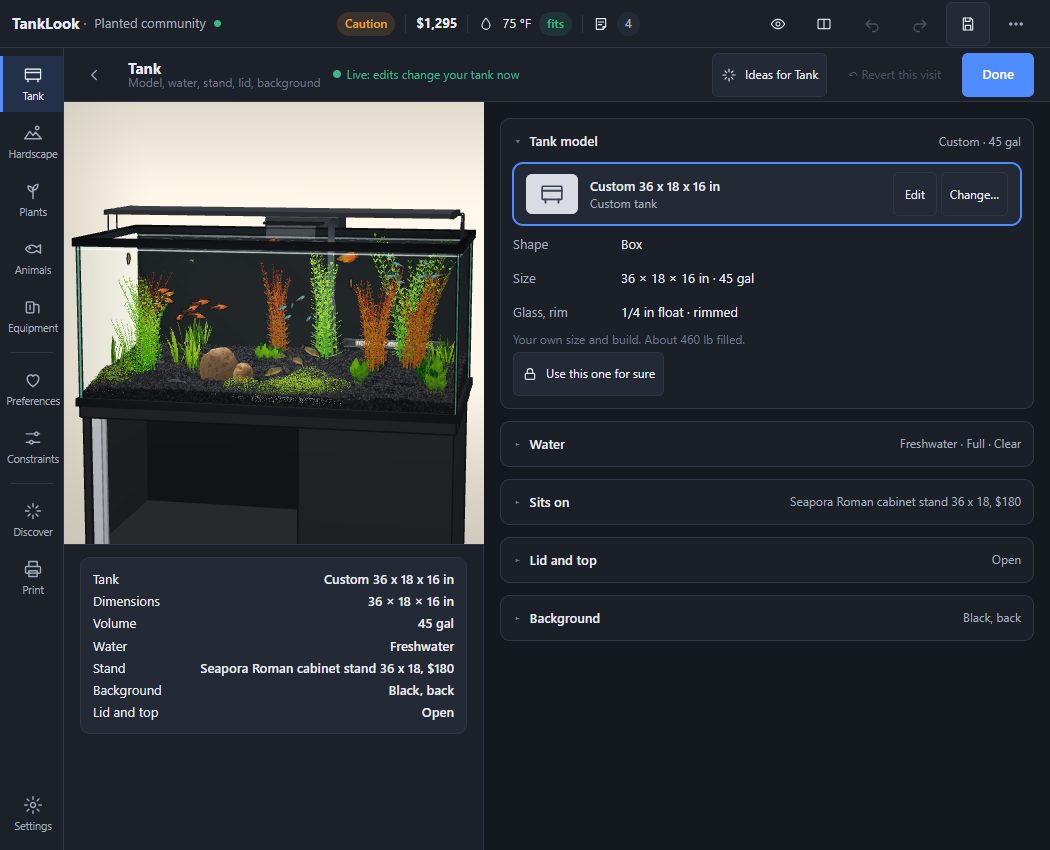 TankLook · Planted community
Caution
$1,295
75 °F
fits
4
Tank
Hardscape
Plants
Animals
Equipment
Preferences
Constraints
Discover
Print
Settings
Tank
Model, water, stand, lid, background
Live: edits change your tank now
Ideas for Tank
Revert this visit
Done
Tank model
Custom · 45 gal
Custom 36 x 18 x 16 in
Custom tank
Edit
Change...
Shape Box
Size 36 × 18 × 16 in · 45 gal
Glass, rim 1/4 in float · rimmed
Your own size and build. About 460 lb filled.
Use this one for sure
Water Freshwater · Full · Clear
Sits on Seapora Roman cabinet stand 36 x 18, $180
Lid and top Open
Background Black, back
Tank Custom 36 x 18 x 16 in
Dimensions 36 × 18 × 16 in
Volume 45 gal
Water Freshwater
Stand Seapora Roman cabinet stand 36 x 18, $180
Background Black, back
Lid and top Open